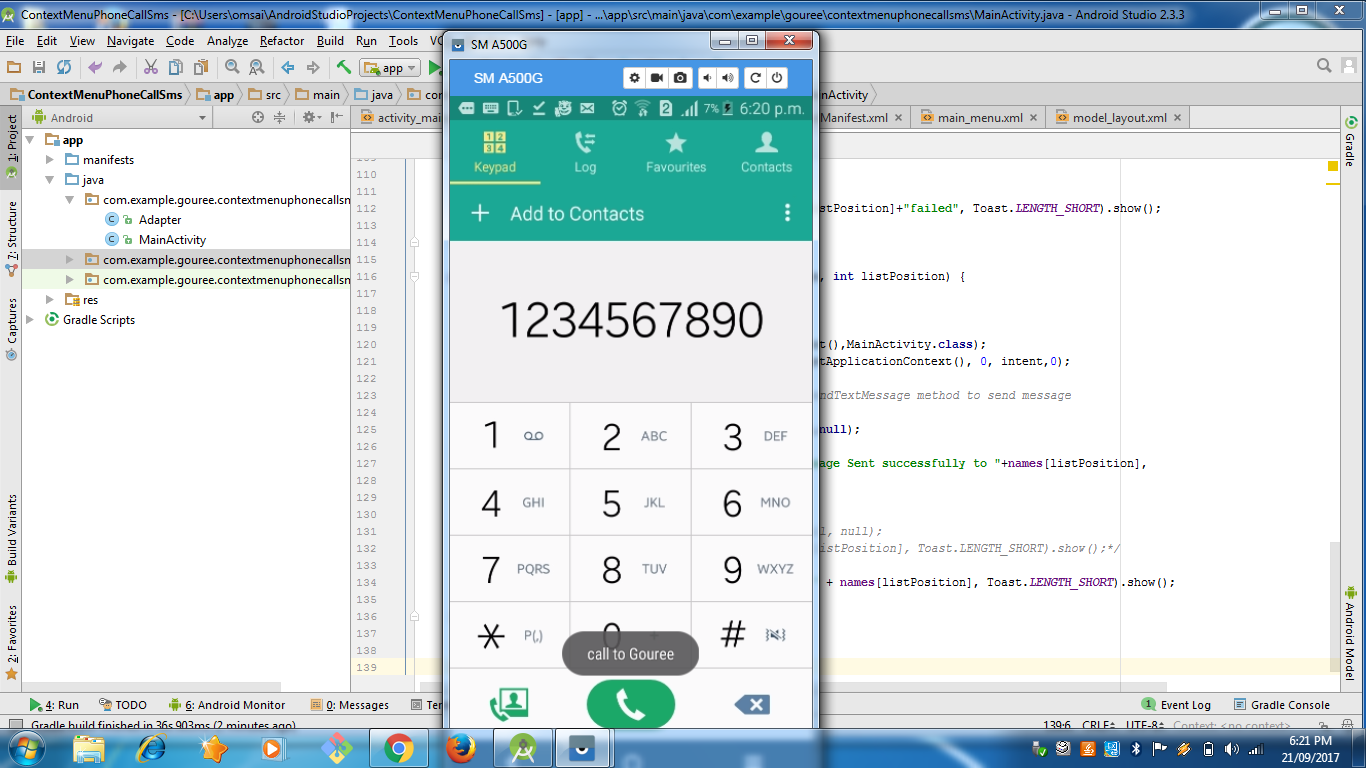 ContextMenuPhoneCallSms - [C:\Users\omsai\AndroidStudioProjects\ContextMenuPhoneCallSms] - [app] - ...\app\src\main\java\com\example\gouree\contextmenuphonecallsms\MainActivity.java - Android Studio 2.3.3
File Edit View Navigate Code Analyze Refactor Build Run Tools
SM A500G
app
SM A500G
ContextMenuPhoneCallSms app src main java
7% 6:20 p.m.
Android
Manifest.xml main_menu.xml model_layout.xml
Keypad Log Favourites Contacts
Add to Contacts
1234567890
1 2 ABC 3 DEF
4 GHI 5 JKL 6 MNO
7 PQRS 8 TUV 9 WXYZ
* P(,) 0 + #
call to Gouree
1: Project
7: Structure
Captures
Build Variants
2: Favorites
app
manifests
java
com.example.gouree.contextmenuphonecallsm
Adapter
MainActivity
com.example.gouree.contextmenuphonecallsm
com.example.gouree.contextmenuphonecallsm
res
Gradle Scripts
110
111
112 stPosition]+"failed", Toast.LENGTH_SHORT).show();
113
114
115
116 , int listPosition) {
117
118
119
120 ),MainActivity.class);
121 tApplicationContext(), 0, intent,0);
122
123 ndTextMessage method to send message
124
125 null);
126
127 age Sent successfully to "+names[listPosition],
128
129
130
131 l, null);
132 istPosition], Toast.LENGTH_SHORT).show();*/
133
134 + names[listPosition], Toast.LENGTH_SHORT).show();
135
136
137
138
139
Gradle
Android Model
4: Run TODO 6: Android Monitor 0: Messages Ter
1 Event Log Gradle Console
Gradle build finished in 36s 903ms (2 minutes ago)
139:6 CRLF UTF-8 Context: <no context>
6:21 PM
21/09/2017